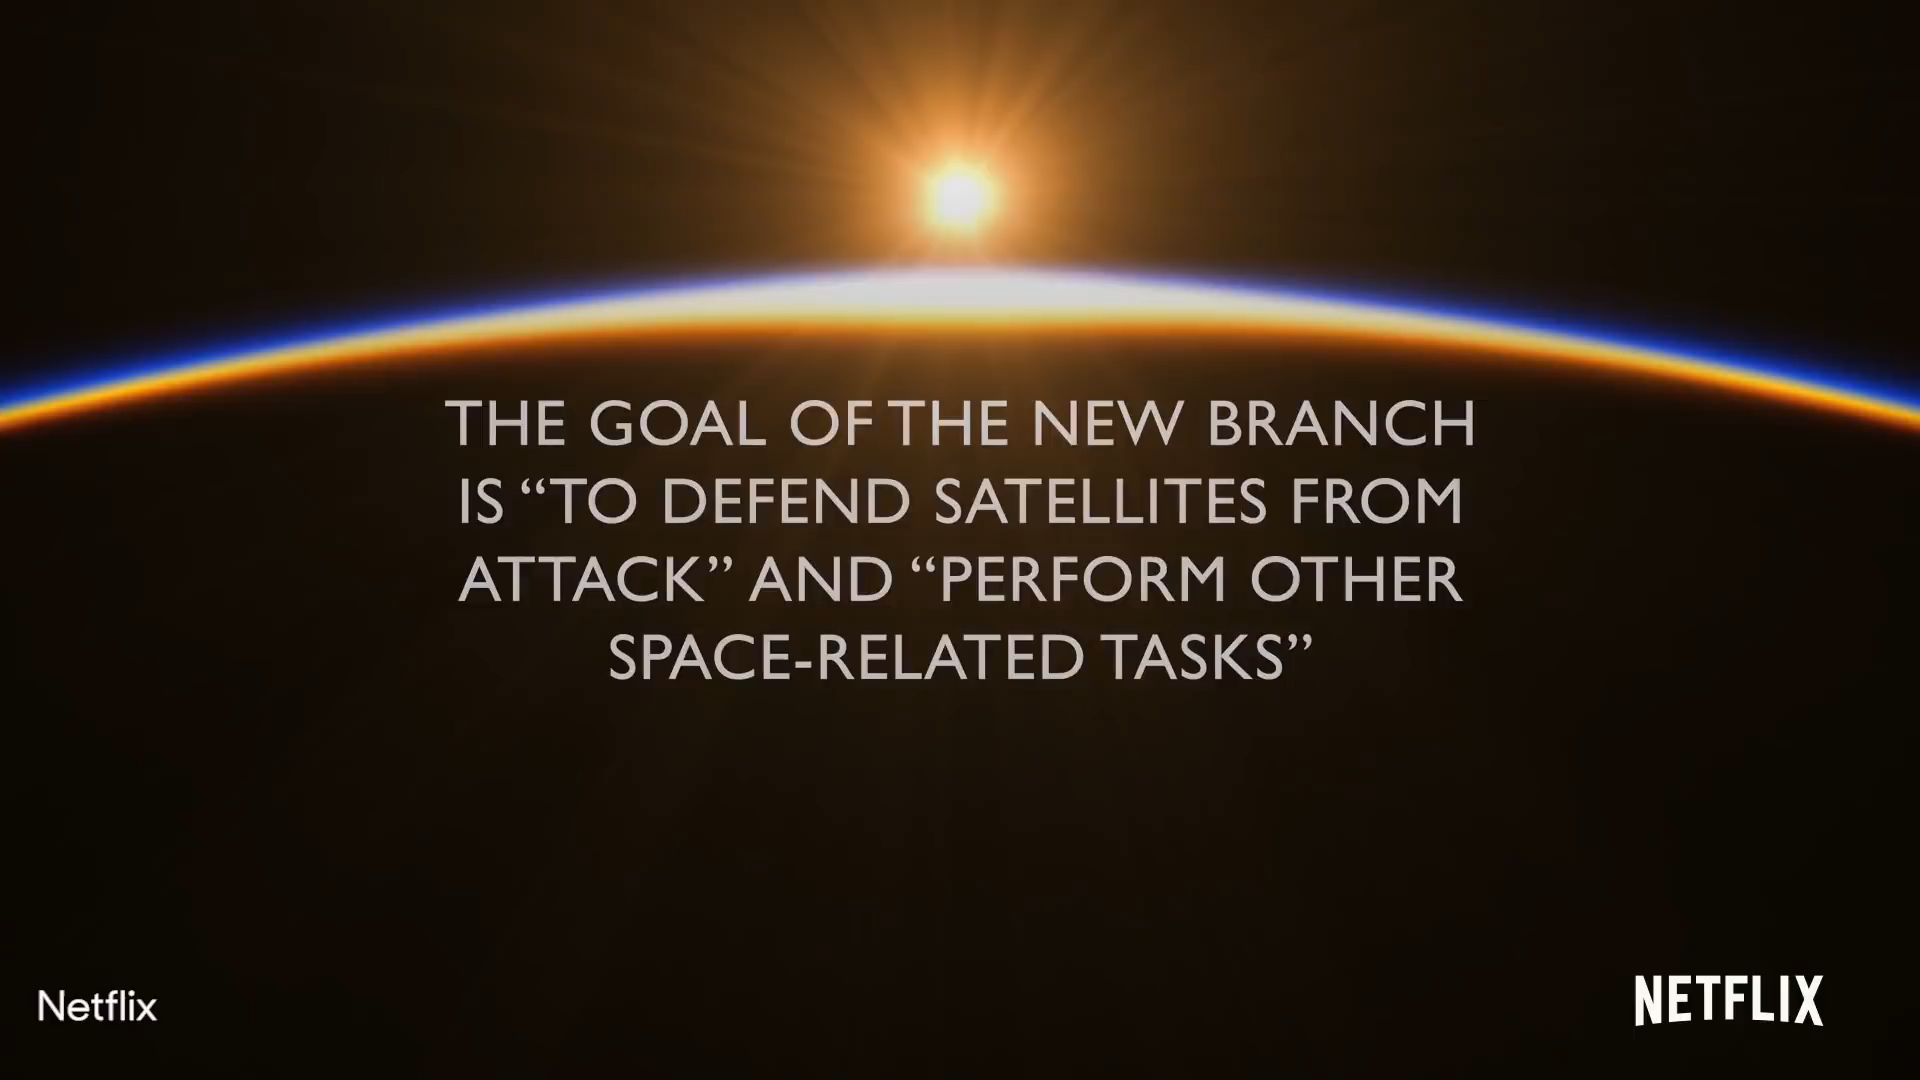 THE GOAL OF THE NEW BRANCH
IS “TO DEFEND SATELLITES FROM
ATTACK” AND “PERFORM OTHER
SPACE-RELATED TASKS”
Netflix
NETFLIX